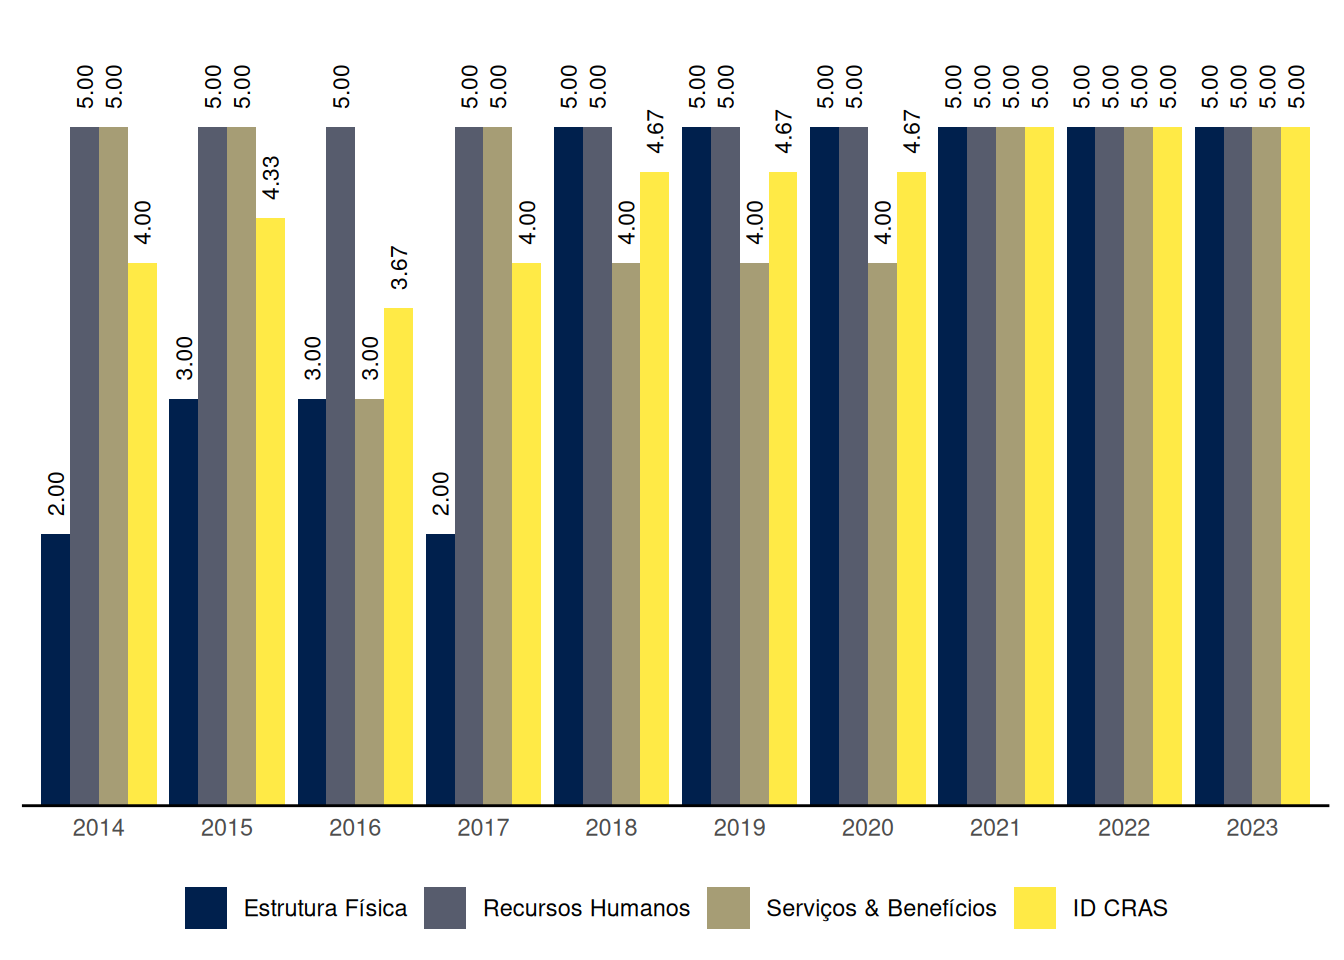 2.00 5.00 5.00 4.00 3.00 5.00 5.00 4.33 3.00 5.00 3.00 3.67 2.00 5.00 5.00 4.00 5.00 5.00 4.00 4.67 5.00 5.00 4.00 4.67 5.00 5.00 4.00 4.67 5.00 5.00 5.00 5.00 5.00 5.00 5.00 5.00 5.00 5.00 5.00 5.00
2014 2015 2016 2017 2018 2019 2020 2021 2022 2023
Estrutura Física Recursos Humanos Serviços & Benefícios ID CRAS